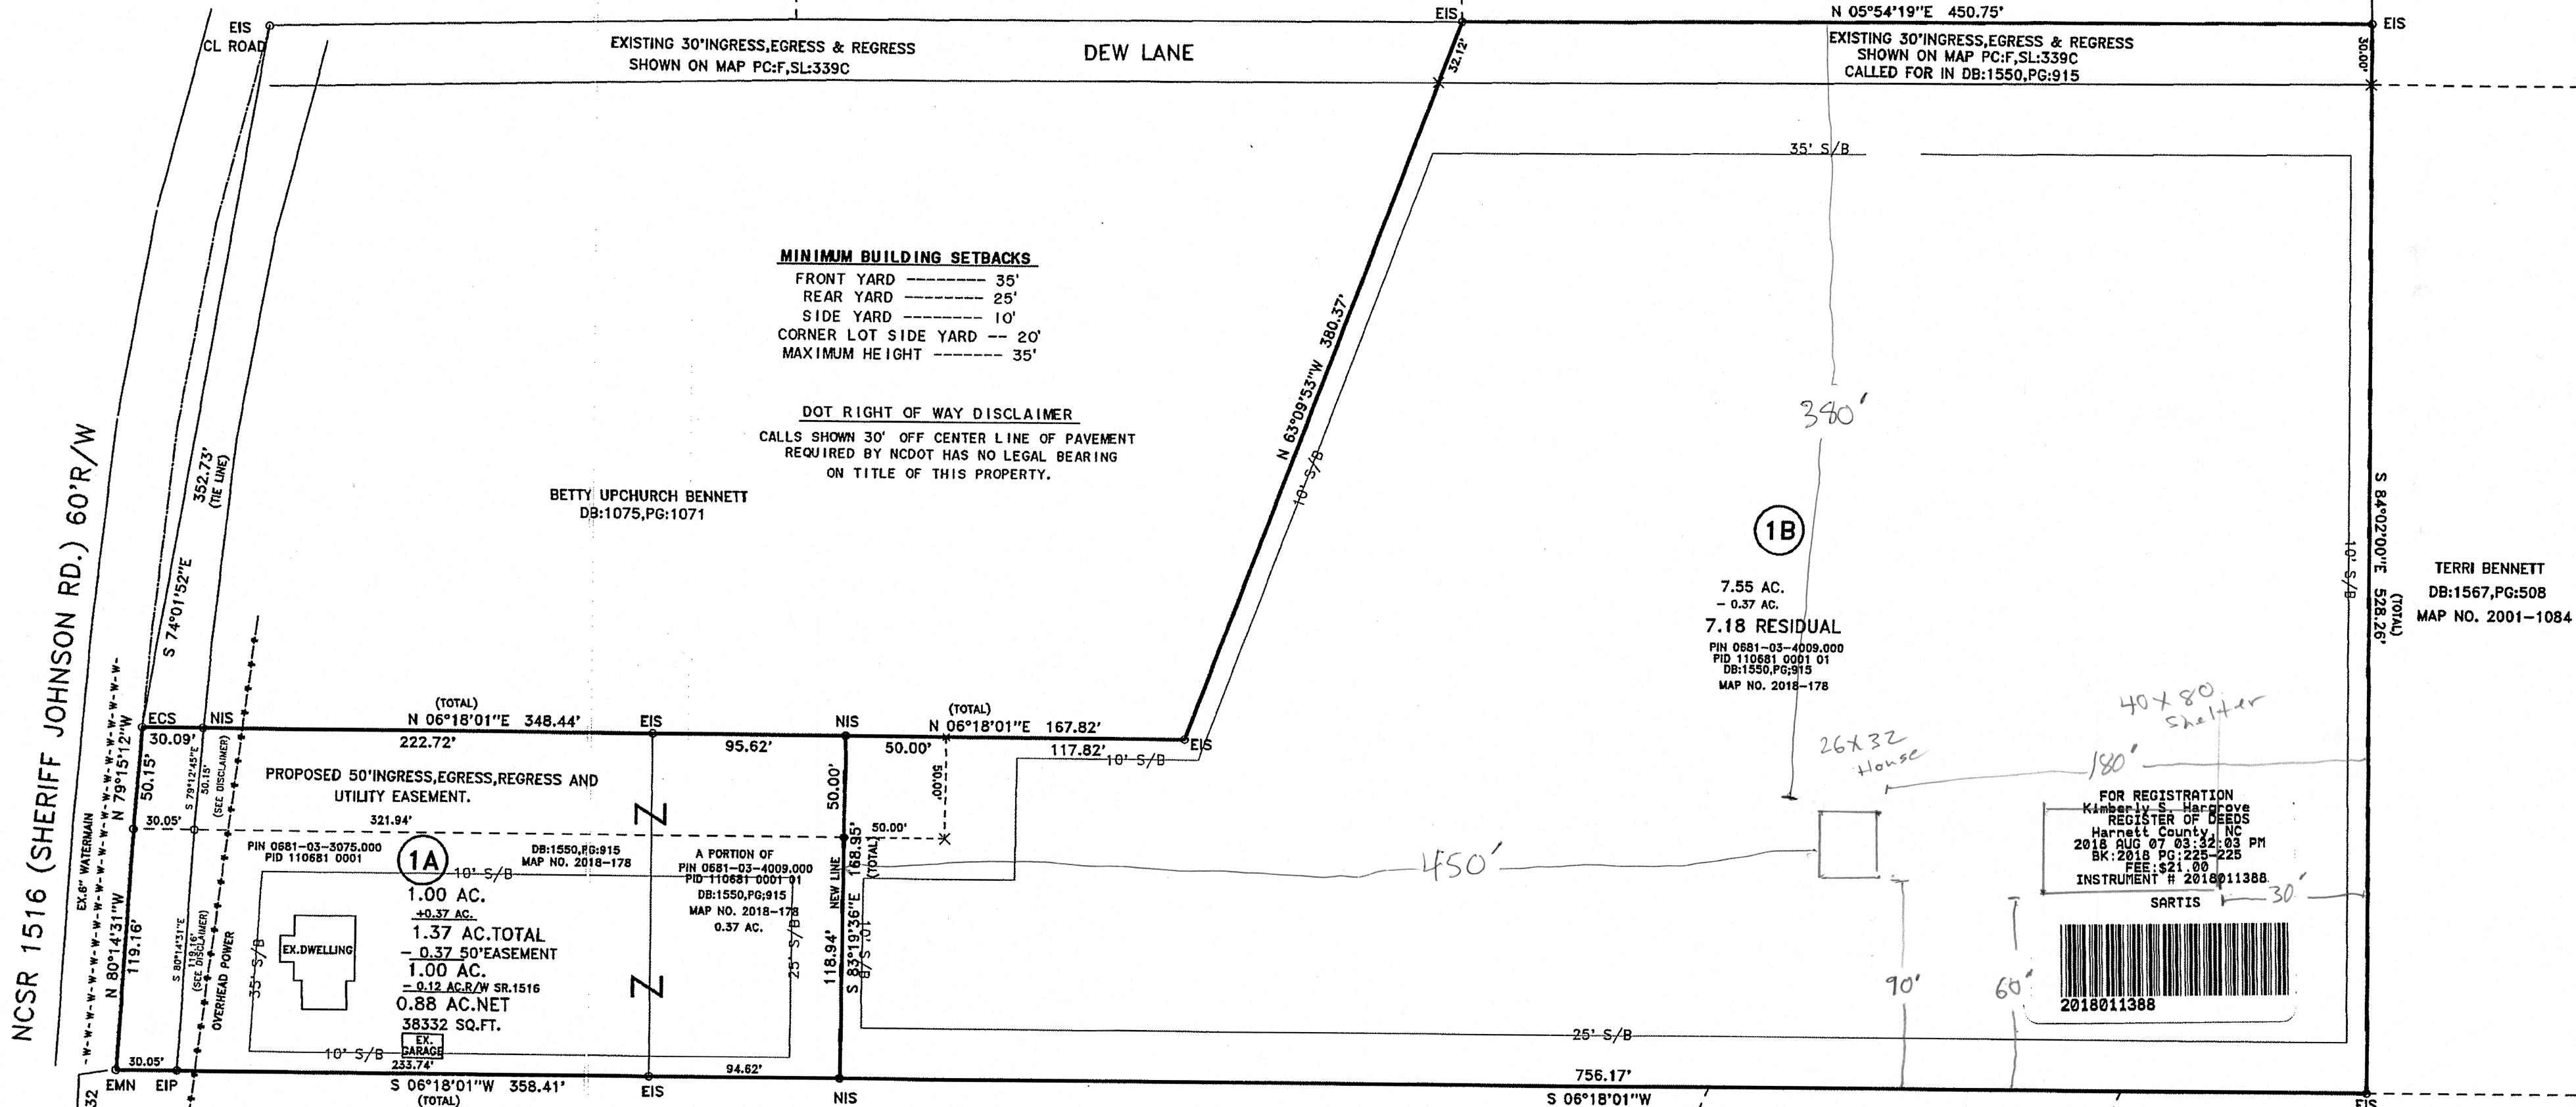 EIS
CL ROAD
EXISTING 30'INGRESS,EGRESS & REGRESS
SHOWN ON MAP PC:F,SL:339C
DEW LANE
EIS
32.12'
N 05°54'19"E 450.75'
EXISTING 30'INGRESS,EGRESS & REGRESS
SHOWN ON MAP PC:F,SL:339C
CALLED FOR IN DB:1550,PG:915
EIS
30.00'
35' S/B
MINIMUM BUILDING SETBACKS
FRONT YARD -------- 35'
REAR YARD -------- 25'
SIDE YARD -------- 10'
CORNER LOT SIDE YARD -- 20'
MAXIMUM HEIGHT ------- 35'
DOT RIGHT OF WAY DISCLAIMER
CALLS SHOWN 30' OFF CENTER LINE OF PAVEMENT
REQUIRED BY NCDOT HAS NO LEGAL BEARING
ON TITLE OF THIS PROPERTY.
BETTY UPCHURCH BENNETT
DB:1075,PG:1071
N 63°09'53"W 380.37'
10' S/B
380'
1B
7.55 AC.
- 0.37 AC.
7.18 RESIDUAL
PIN 0681-03-4009.000
PID 110681 0001 01
DB:1550,PG;915
MAP NO. 2018-178
S 84°02'00"E 528.26'
(TOTAL)
10' S/B
TERRI BENNETT
DB:1567,PG:508
MAP NO. 2001-1084
NCSR 1516 (SHERIFF JOHNSON RD.) 60'R/W
352.73'
(TIE LINE)
S 74°01'52"E
EX.6" WATERMAIN
-W-W-W-W-W-W-W-W-W-W-W-W-W-W-W-W-W-W-
N 79°15'12"W
50.15'
ECS
NIS
30.09'
(TOTAL)
N 06°18'01"E 348.44'
222.72'
EIS
95.62'
NIS
(TOTAL)
N 06°18'01"E 167.82'
50.00'
117.82'
EIS
10' S/B
S 79°12'45"E
50.15'
(SEE DISCLAIMER)
PROPOSED 50'INGRESS,EGRESS,REGRESS AND
UTILITY EASEMENT.
321.94'
30.05'
N
50.00'
50.00'
50.00'
PIN 0681-03-3075.000
PID 110681 0001
1A
DB:1550,PG:915
MAP NO. 2018-178
10' S/B
A PORTION OF
PIN 0681-03-4009.000
PID 110681 0001 01
DB:1550,PG;915
MAP NO. 2018-178
0.37 AC.
1.00 AC.
+0.37 AC.
1.37 AC.TOTAL
- 0.37 50'EASEMENT
1.00 AC.
- 0.12 AC.R/W SR.1516
0.88 AC.NET
38332 SQ.FT.
EX.DWELLING
EX.
GARAGE
35' S/B
25' S/B
10' S/B
N
N 80°14'31"W
119.16'
S 80°14'31"E
119.16'
(SEE DISCLAIMER)
OVERHEAD POWER
118.94'
NEW LINE
S 83°19'36"E 168.95'
(TOTAL)
10' S/B
450'
26X32
House
40X80
Shelter
180'
FOR REGISTRATION
Kimberly S. Hargrove
REGISTER OF DEEDS
Harnett County, NC
2018 AUG 07 03:32:03 PM
BK:2018 PG:225-225
FEE:$21.00
INSTRUMENT # 2018011388
SARTIS
30'
2018011388
90'
60'
25' S/B
30.05'
EMN
EIP
233.74'
S 06°18'01"W 358.41'
(TOTAL)
EIS
94.62'
NIS
756.17'
S 06°18'01"W
EIS
32